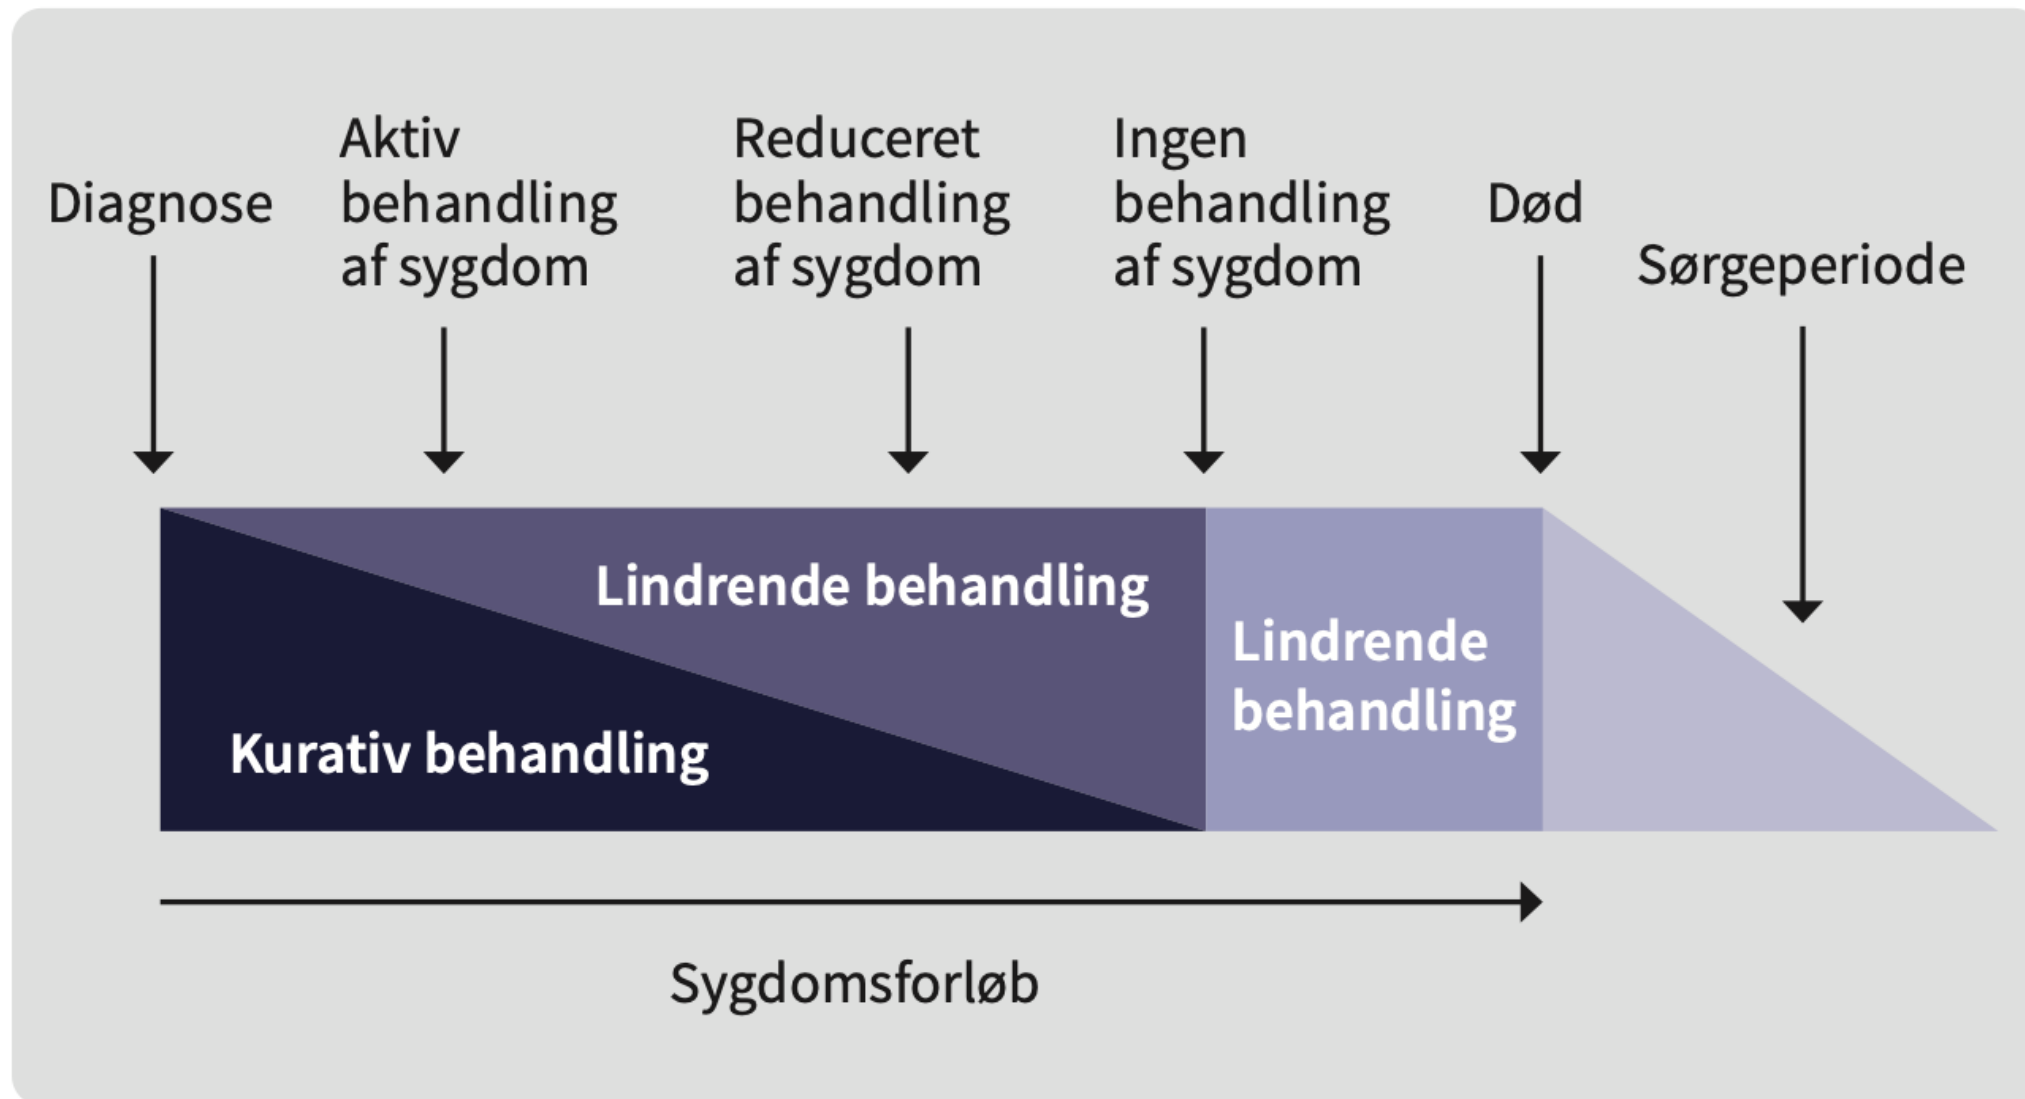 Diagnose
Aktiv
behandling
af sygdom
Reduceret
behandling
af sygdom
Ingen
behandling
af sygdom
Død
Sørgeperiode
Lindrende behandling
Kurativ behandling
Lindrende
behandling
Sygdomsforløb